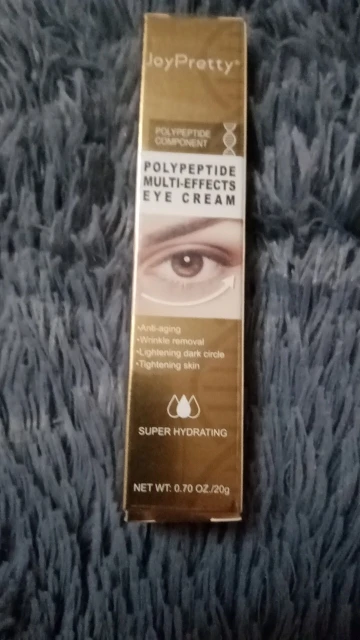 JoyPretty®
POLYPEPTIDE
COMPONENT
POLYPEPTIDE
MULTI-EFFECTS
EYE CREAM
•Anti-aging
•Wrinkle removal
•Lightening dark circle
•Tightening skin
SUPER HYDRATING
NET WT: 0.70 OZ./20g